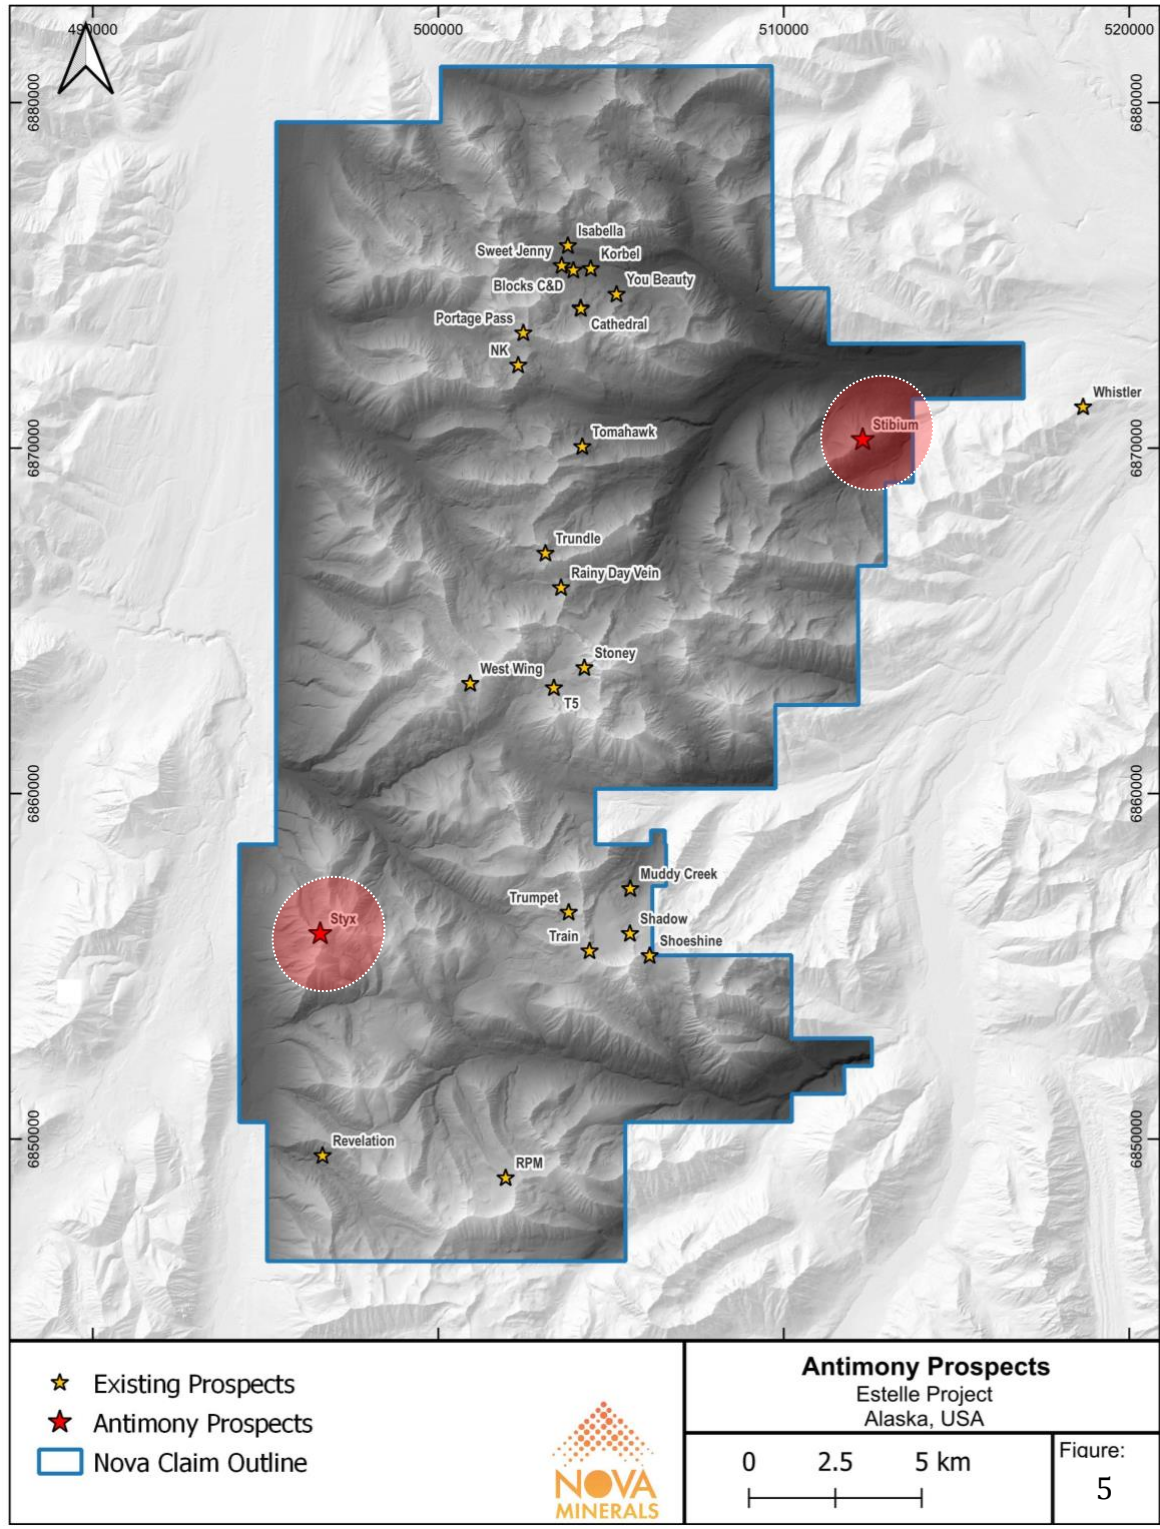 490000
500000
510000
520000
6880000
6880000
Isabella
Sweet Jenny
Korbel
Blocks C&D
You Beauty
Portage Pass
Cathedral
NK
Whistler
Stibium
Tomahawk
6870000
6870000
Trundle
Rainy Day Vein
Stoney
West Wing
T5
6860000
6860000
Muddy Creek
Trumpet
Styx
Shadow
Train
Shoeshine
6850000
6850000
Revelation
RPM
Existing Prospects
Antimony Prospects
Nova Claim Outline
NOVA
MINERALS
Antimony Prospects
Estelle Project
Alaska, USA
0 2.5 5 km
Figure:
5